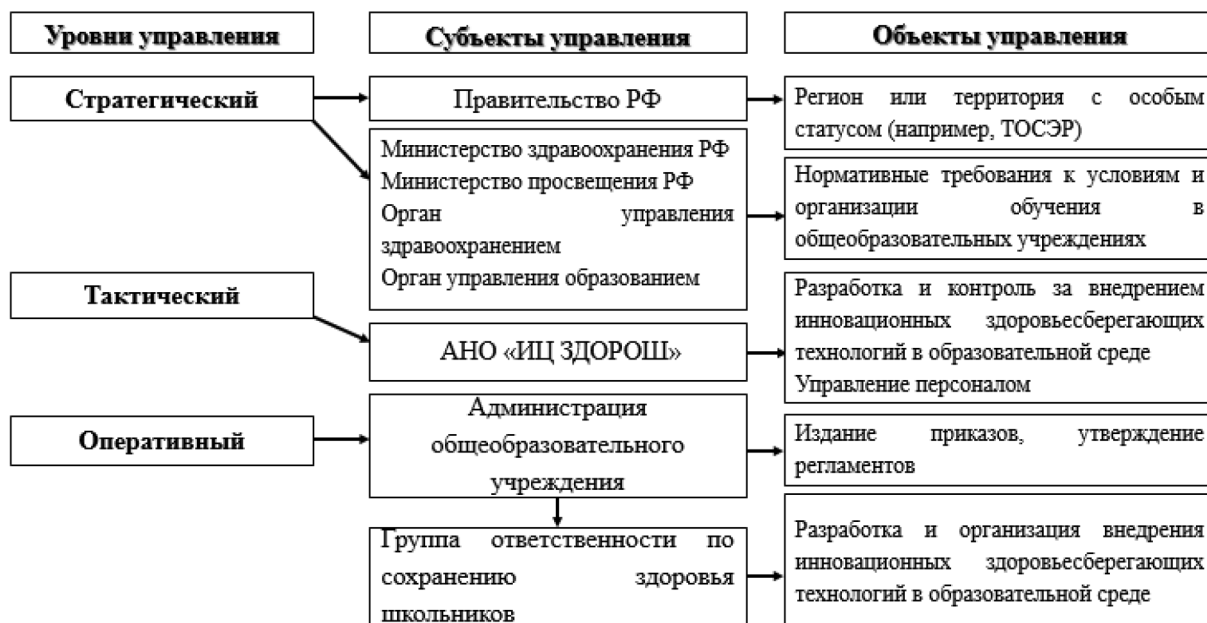 Уровни управления
Субъекты управления
Объекты управления
Стратегический
Правительство РФ
Регион или территория с особым
статусом (например, ТОСЭР)
Министерство здравоохранения РФ
Министерство просвещения РФ
Орган управления
здравоохранением
Орган управления образованием
Нормативные требования к условиям и
организации обучения в
общеобразовательных учреждениях
Тактический
АНО «ИЦ ЗДОРОШ»
Разработка и контроль за внедрением
инновационных здоровьесберегающих
технологий в образовательной среде
Управление персоналом
Оперативный
Администрация
общеобразовательного
учреждения
Издание приказов, утверждение
регламентов
Группа ответственности по
сохранению здоровья
школьников
Разработка и организация внедрения
инновационных здоровьесберегающих
технологий в образовательной среде